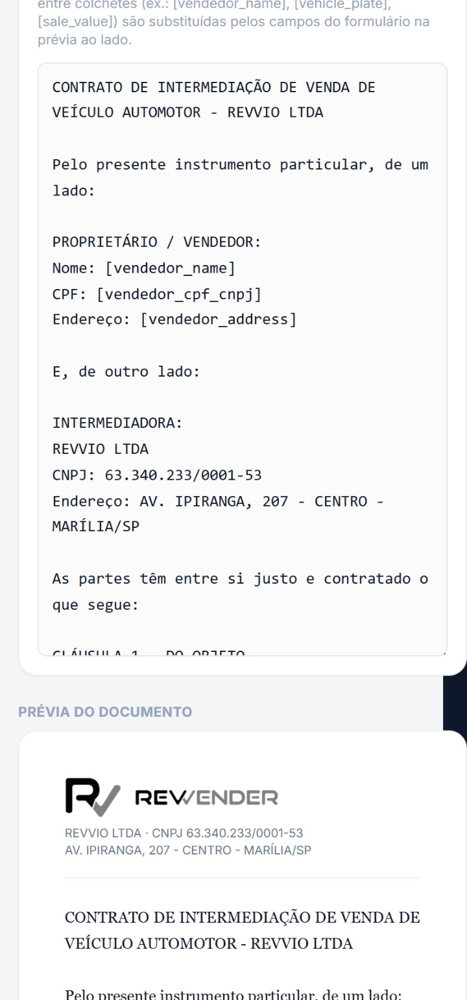 entre colchetes (ex.: [vendedor_name], [vehicle_plate],
[sale_value]) são substituídas pelos campos do formulário na
prévia ao lado.
CONTRATO DE INTERMEDIAÇÃO DE VENDA DE
VEÍCULO AUTOMOTOR - REVVIO LTDA
Pelo presente instrumento particular, de um
lado:
PROPRIETÁRIO / VENDEDOR:
Nome: [vendedor_name]
CPF: [vendedor_cpf_cnpj]
Endereço: [vendedor_address]
E, de outro lado:
INTERMEDIADORA:
REVVIO LTDA
CNPJ: 63.340.233/0001-53
Endereço: AV. IPIRANGA, 207 - CENTRO -
MARÍLIA/SP
As partes têm entre si justo e contratado o
que segue:
CLÁUSULA 1 - DO OBJETO
PRÉVIA DO DOCUMENTO
RV REVVENDER
REVVIO LTDA · CNPJ 63.340.233/0001-53
AV. IPIRANGA, 207 - CENTRO - MARÍLIA/SP
CONTRATO DE INTERMEDIAÇÃO DE VENDA DE
VEÍCULO AUTOMOTOR - REVVIO LTDA
Pelo presente instrumento particular, de um lado: